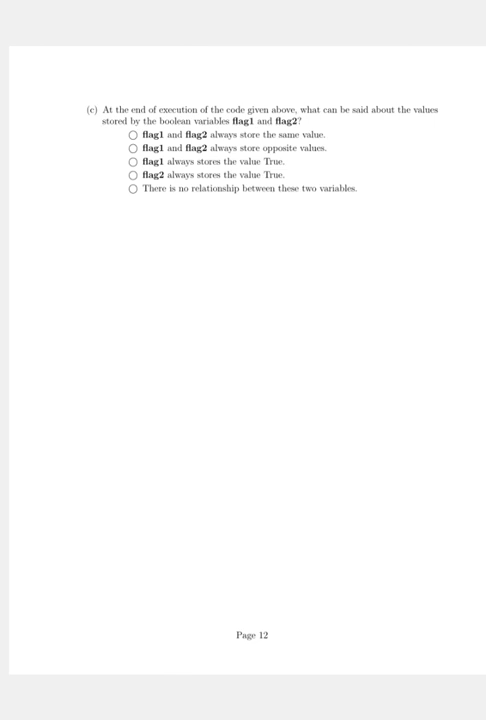 (c) At the end of execution of the code given above, what can be said about the values
stored by the boolean variables flag1 and flag2?
flag1 and flag2 always store the same value.
flag1 and flag2 always store opposite values.
flag1 always stores the value True.
flag2 always stores the value True.
There is no relationship between these two variables.
Page 12